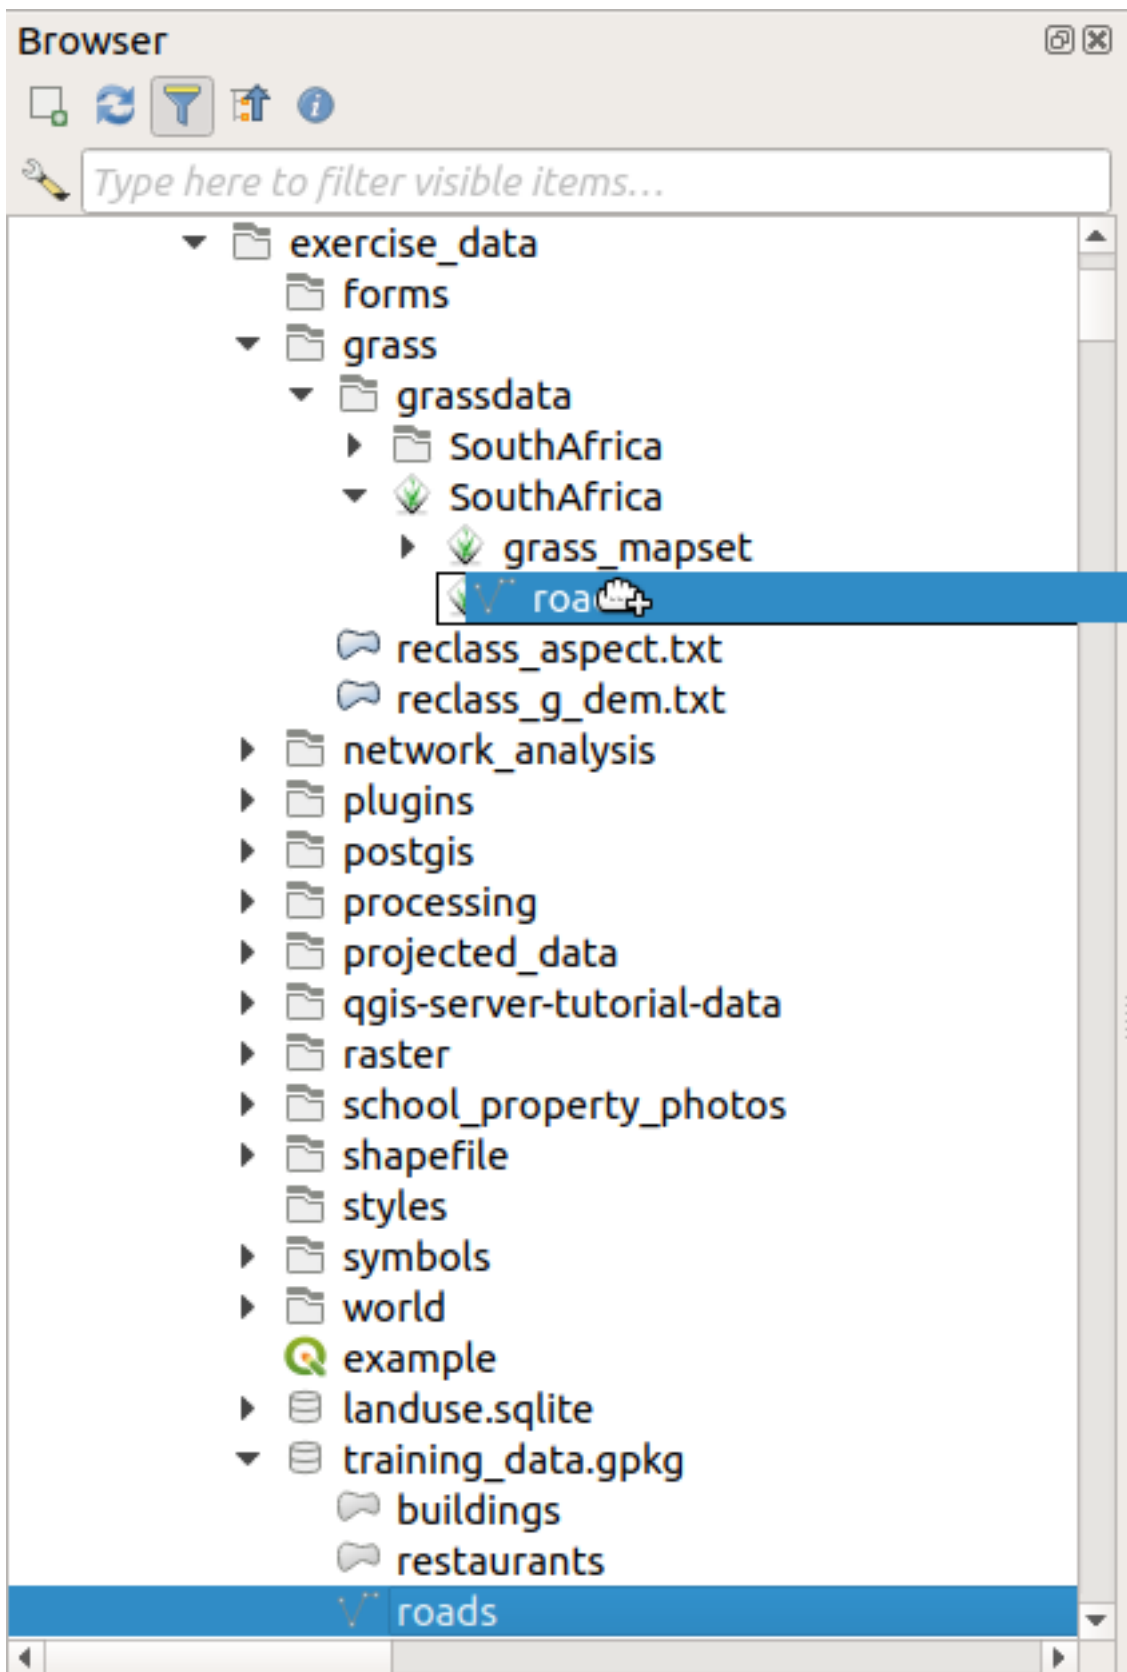 Browser
Type here to filter visible items...
exercise_data
forms
grass
grassdata
SouthAfrica
SouthAfrica
grass_mapset
reclass_aspect.txt
reclass_g_dem.txt
network_analysis
plugins
postgis
processing
projected_data
qgis-server-tutorial-data
raster
school_property_photos
shapefile
styles
symbols
world
example
landuse.sqlite
training_data.gpkg
buildings
restaurants
roads